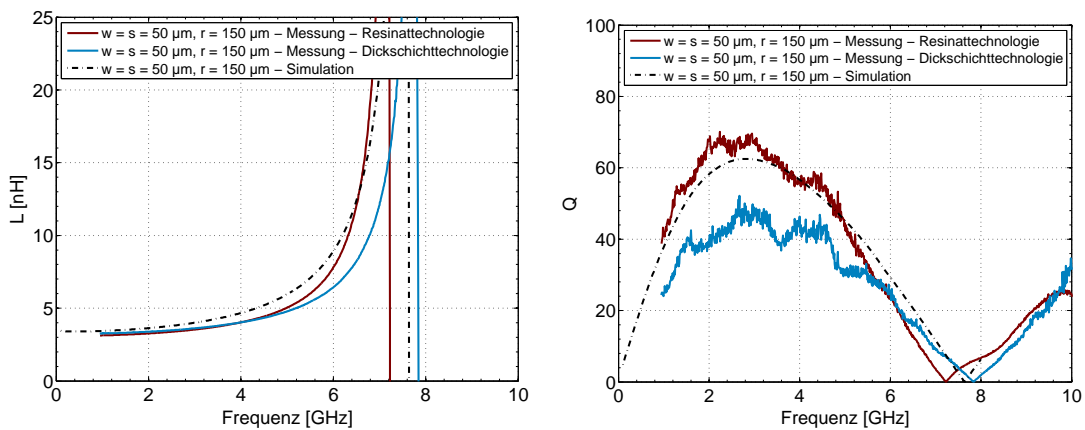 25
20
15
10
5
0
L [nH]
0 2 4 6 8 10
Frequenz [GHz]
w = s = 50 µm, r = 150 µm − Messung − Resinattechnologie
w = s = 50 µm, r = 150 µm − Messung − Dickschichttechnologie
w = s = 50 µm, r = 150 µm − Simulation
100
80
60
40
20
0
Q
0 2 4 6 8 10
Frequenz [GHz]
w = s = 50 µm, r = 150 µm − Messung − Resinattechnologie
w = s = 50 µm, r = 150 µm − Messung − Dickschichttechnologie
w = s = 50 µm, r = 150 µm − Simulation